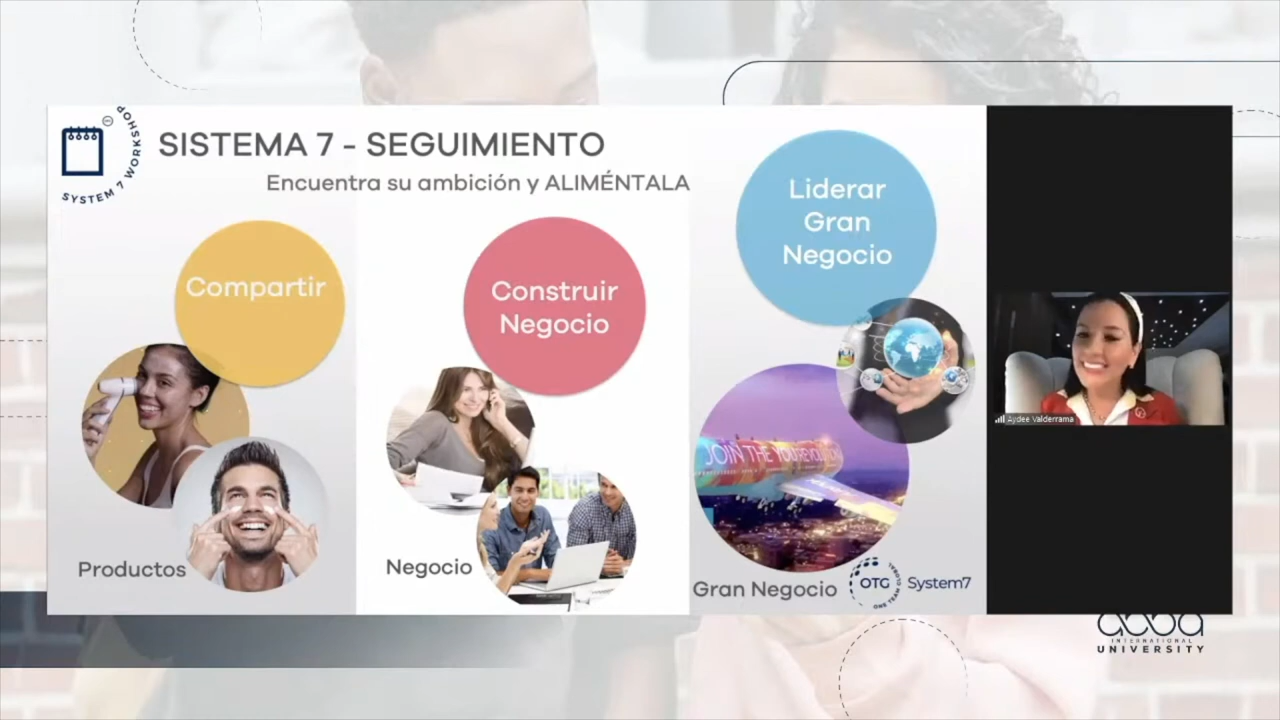 SYSTEM 7 WORKSHOP
SISTEMA 7 - SEGUIMIENTO
Encuentra su ambición y ALIMÉNTALA
Compartir
Construir
Negocio
Liderar
Gran
Negocio
JOIN THE
Productos
Negocio
Gran Negocio
OTG
ONE TEAM GLOBAL
System7
Aydee Valderrama
INTERNATIONAL
UNIVERSITY